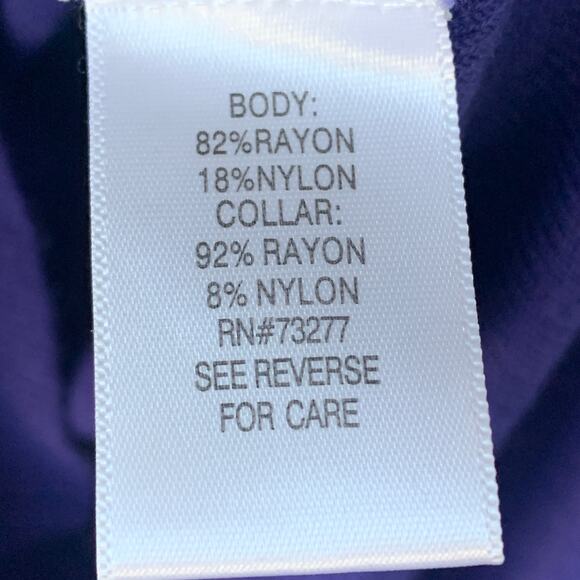 BODY:
82%RAYON
18%NYLON
COLLAR:
92% RAYON
8% NYLON
RN#73277
SEE REVERSE
FOR CARE